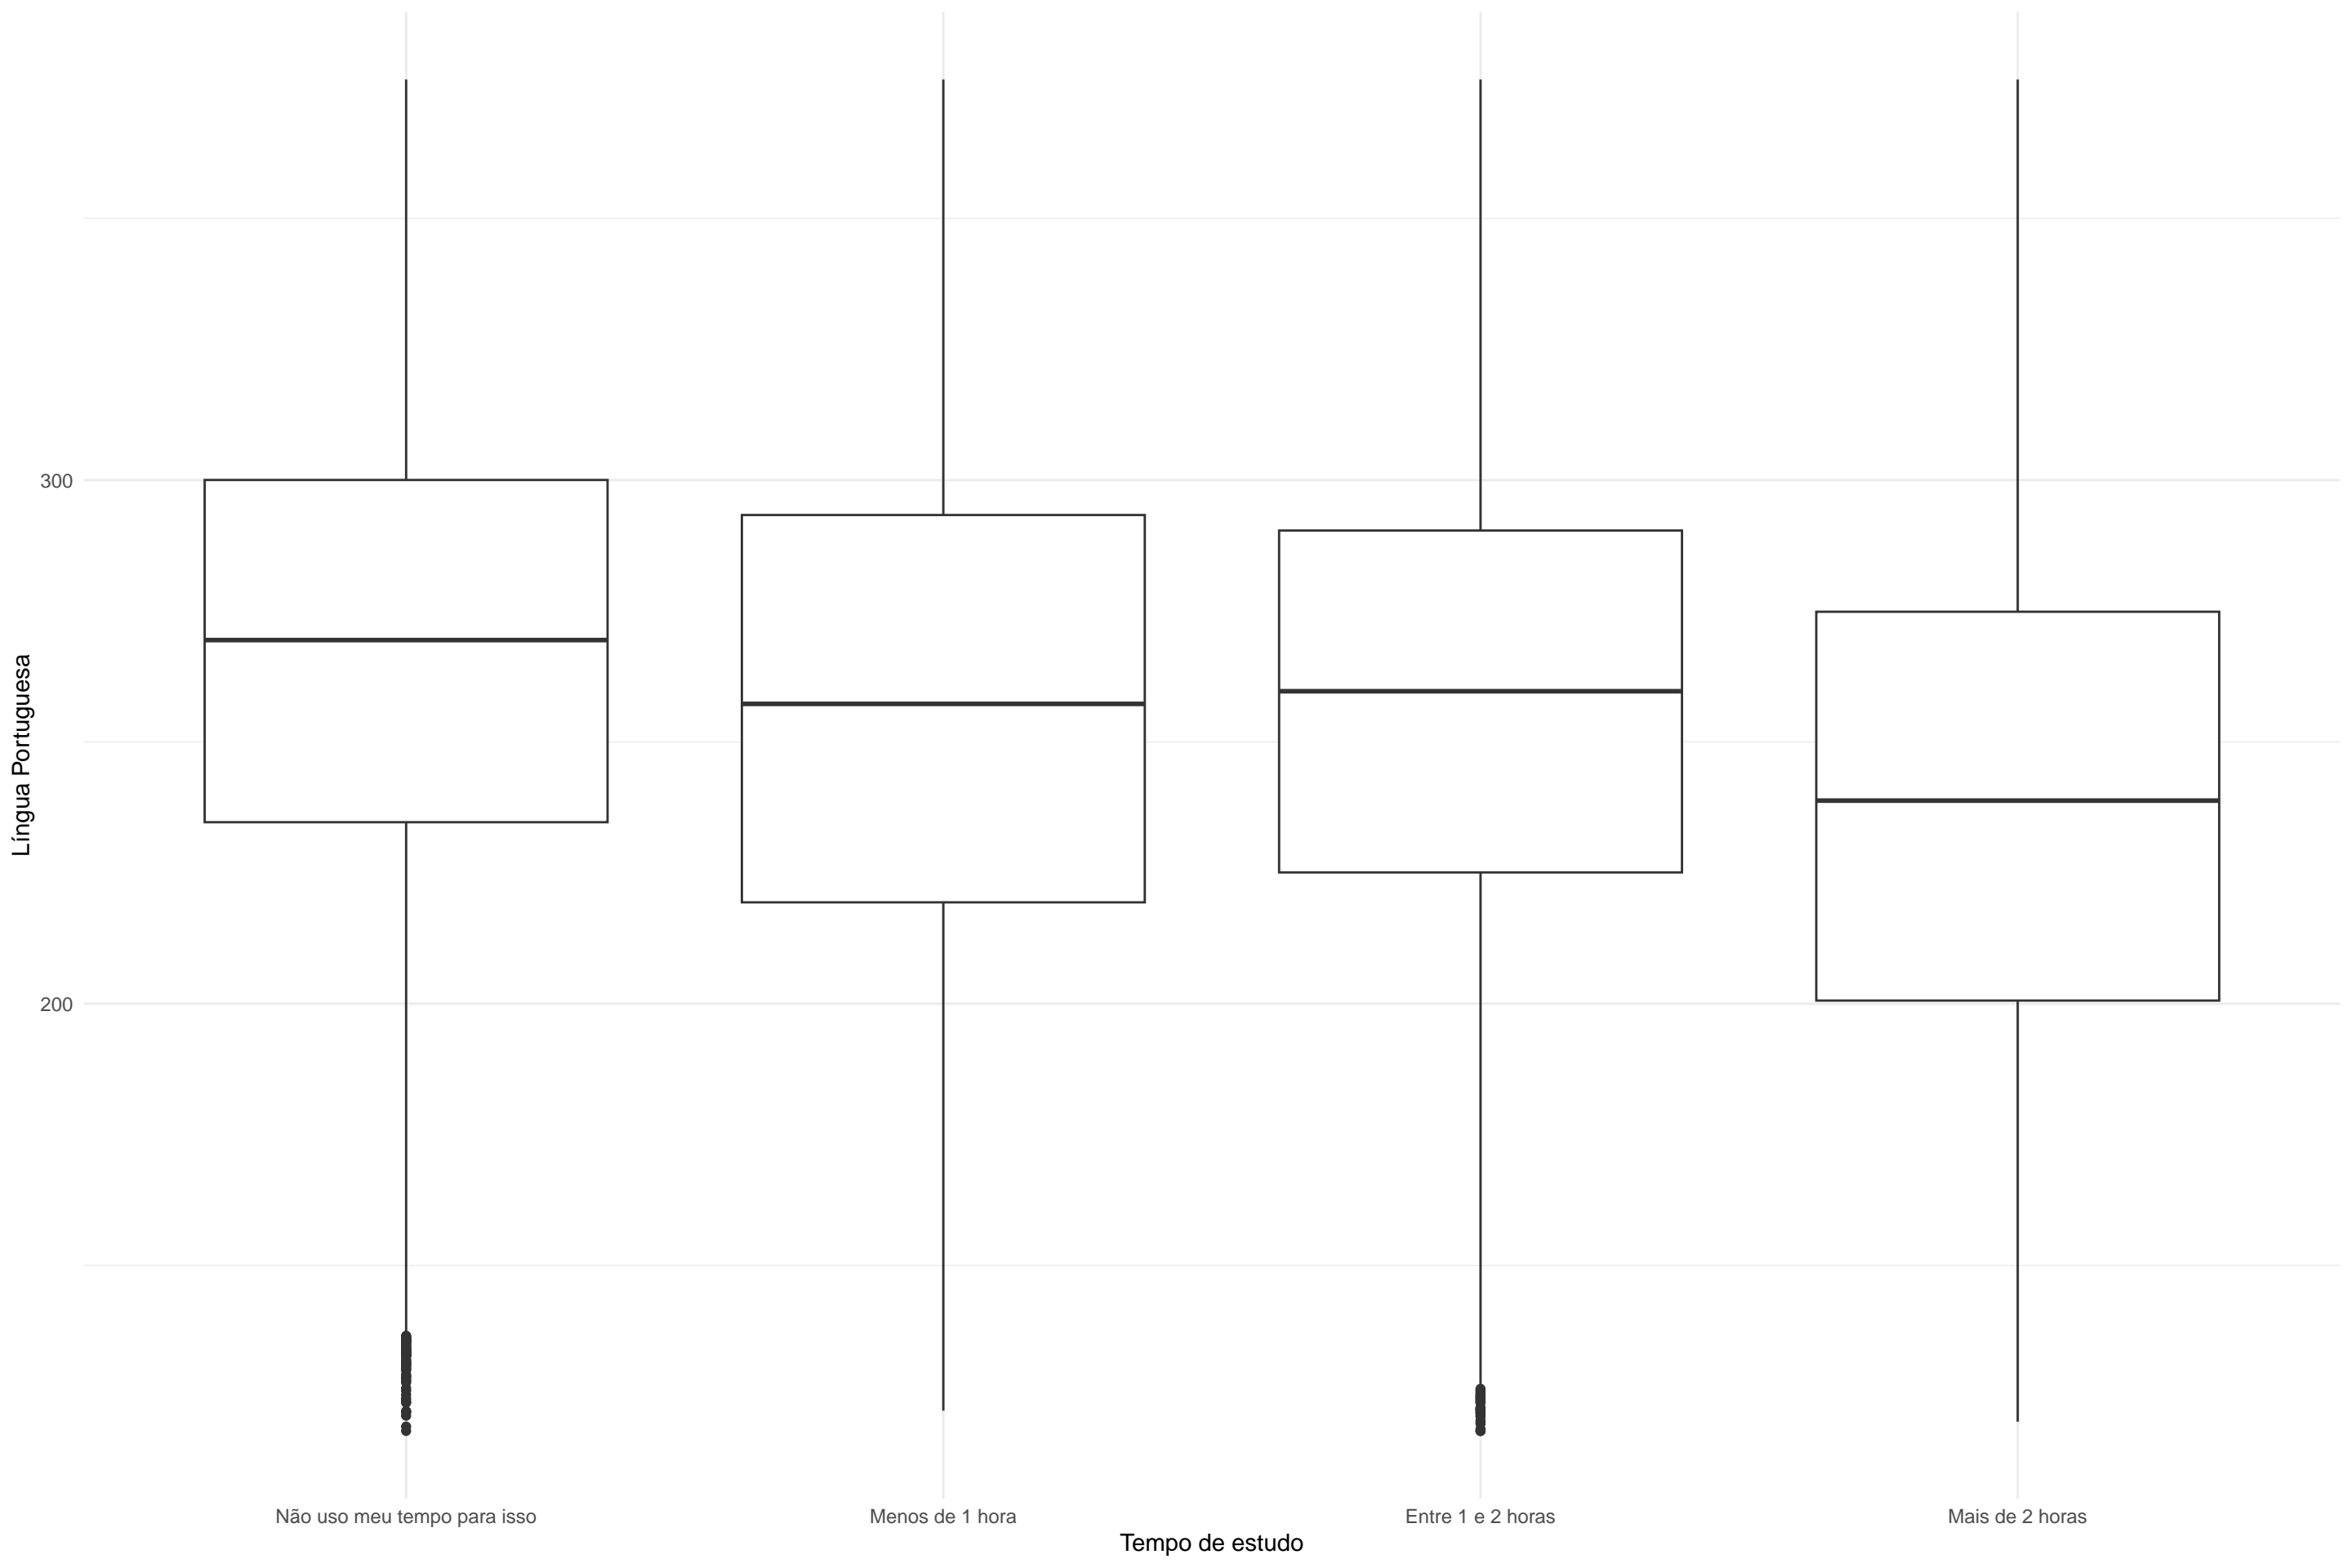 Língua Portuguesa
300
200
Não uso meu tempo para isso
Menos de 1 hora
Entre 1 e 2 horas
Mais de 2 horas
Tempo de estudo